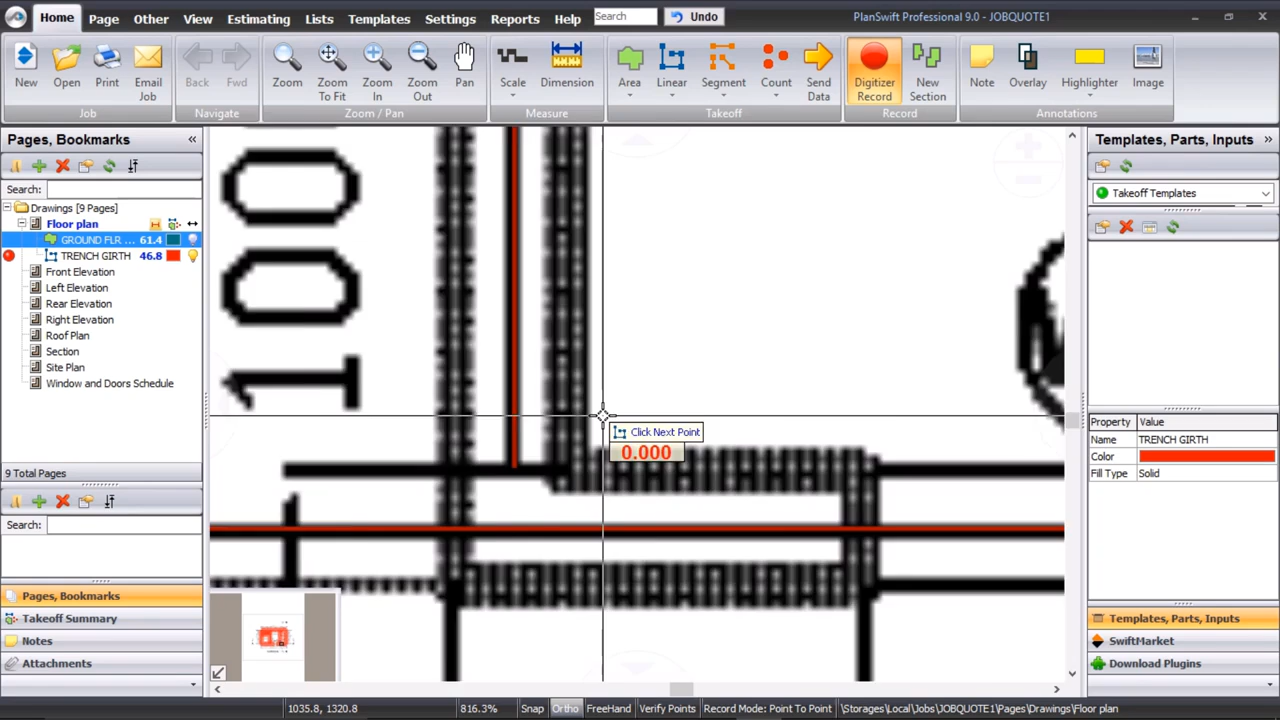 Home Page Other View Estimating Lists Templates Settings Reports Help Search Undo PlanSwift Professional 9.0 - JOBQUOTE1
New Open Print Email Job Back Fwd Zoom Zoom To Fit Zoom In Zoom Out Pan Scale Dimension Area Linear Segment Count Send Data Digitizer Record New Section Note Overlay Highlighter Image
Job Navigate Zoom / Pan Measure Takeoff Record Annotations
Pages, Bookmarks
Search:
Drawings [9 Pages]
Floor plan
GROUND FLR ... 61.4
TRENCH GIRTH 46.8
Front Elevation
Left Elevation
Rear Elevation
Right Elevation
Roof Plan
Section
Site Plan
Window and Doors Schedule
9 Total Pages
Search:
Pages, Bookmarks
Takeoff Summary
Notes
Attachments
100
Click Next Point
0.000
Templates, Parts, Inputs
Takeoff Templates
Property Value
Name TRENCH GIRTH
Color
Fill Type Solid
Templates, Parts, Inputs
SwiftMarket
Download Plugins
1035.8, 1320.8 816.3% Snap Ortho FreeHand Verify Points Record Mode: Point To Point \Storages\Local\Jobs\JOBQUOTE1\Pages\Drawings\Floor plan